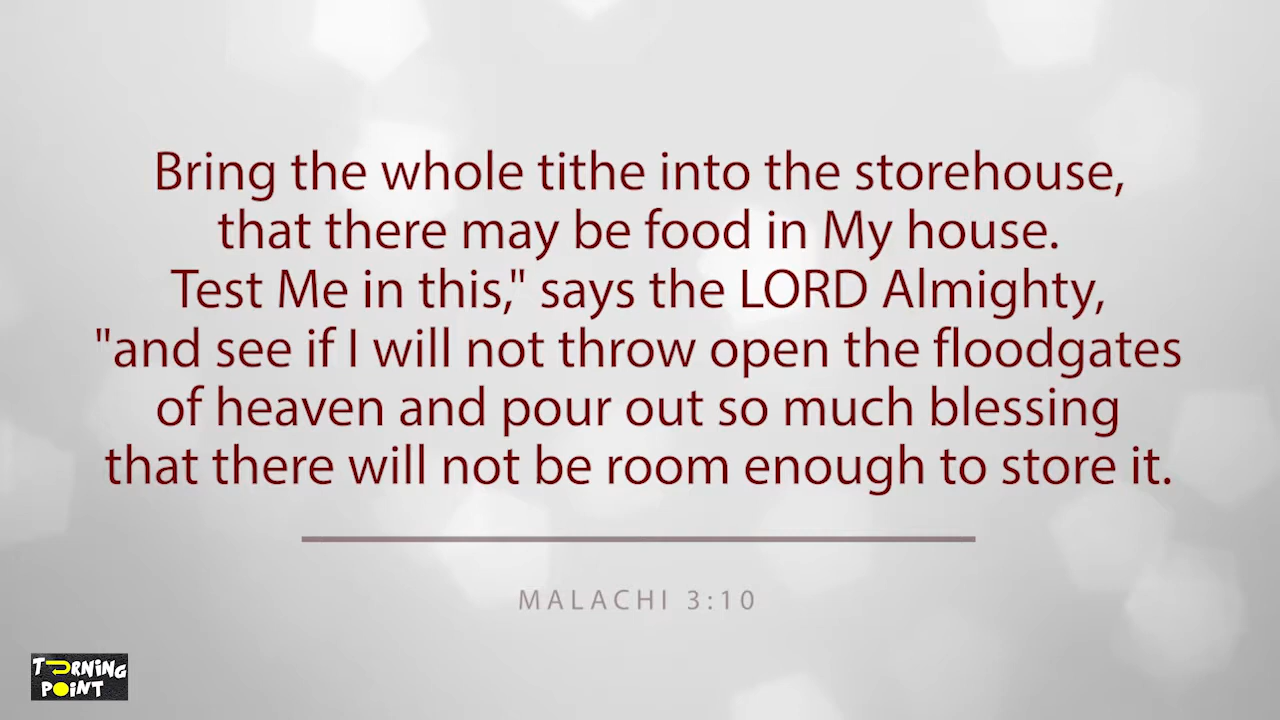 Bring the whole tithe into the storehouse,
that there may be food in My house.
Test Me in this," says the LORD Almighty,
"and see if I will not throw open the floodgates
of heaven and pour out so much blessing
that there will not be room enough to store it.
MALACHI 3:10
TURNING
POINT